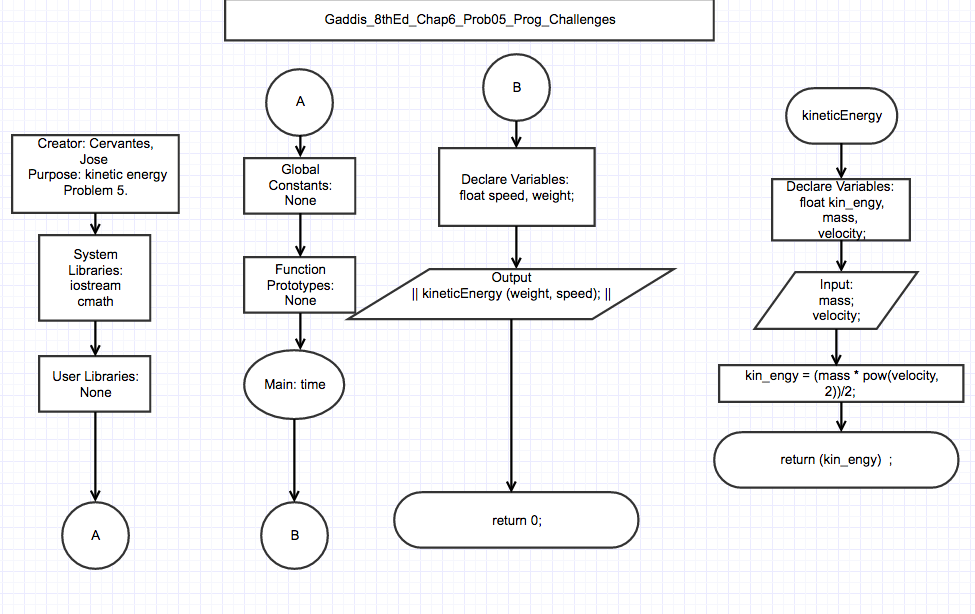 Gaddis_8thEd_Chap6_Prob05_Prog_Challenges
Creator: Cervantes,
Jose
Purpose: kinetic energy
Problem 5.
System
Libraries:
iostream
cmath
User Libraries:
None
A
A
Global
Constants:
None
Function
Prototypes:
None
Main: time
B
B
Declare Variables:
float speed, weight;
Output
|| kineticEnergy (weight, speed); ||
return 0;
kineticEnergy
Declare Variables:
float kin_engy,
mass,
velocity;
Input:
mass;
velocity;
kin_engy = (mass * pow(velocity,
2))/2;
return (kin_engy) ;